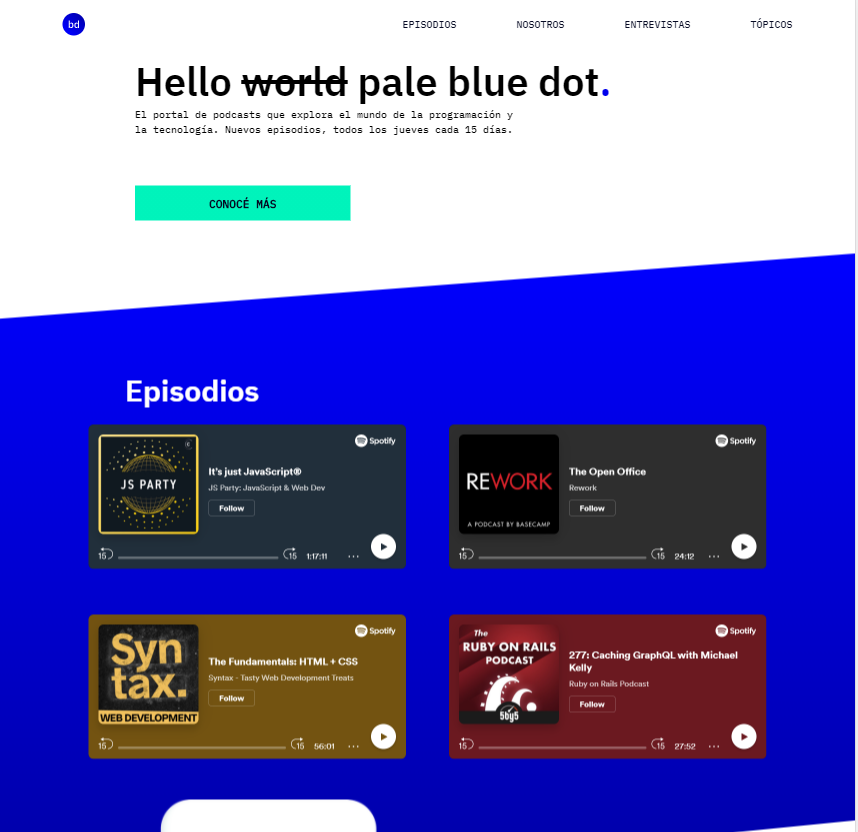 bd
EPISODIOS NOSOTROS ENTREVISTAS TÓPICOS
Hello world pale blue dot.
El portal de podcasts que explora el mundo de la programación y
la tecnología. Nuevos episodios, todos los jueves cada 15 días.
CONOCÉ MÁS
Episodios
JS PARTY
Spotify
It's just JavaScript®
JS Party: JavaScript & Web Dev
Follow
15 15 1:17:11 ...
REWORK
A PODCAST BY BASECAMP
Spotify
The Open Office
Rework
Follow
15 15 24:12 ...
Syn
tax.
WEB DEVELOPMENT
Spotify
The Fundamentals: HTML + CSS
Syntax - Tasty Web Development Treats
Follow
15 15 56:01 ...
The
RUBY ON RAILS
PODCAST
5by5
Spotify
277: Caching GraphQL with Michael
Kelly
Ruby on Rails Podcast
Follow
15 15 27:52 ...